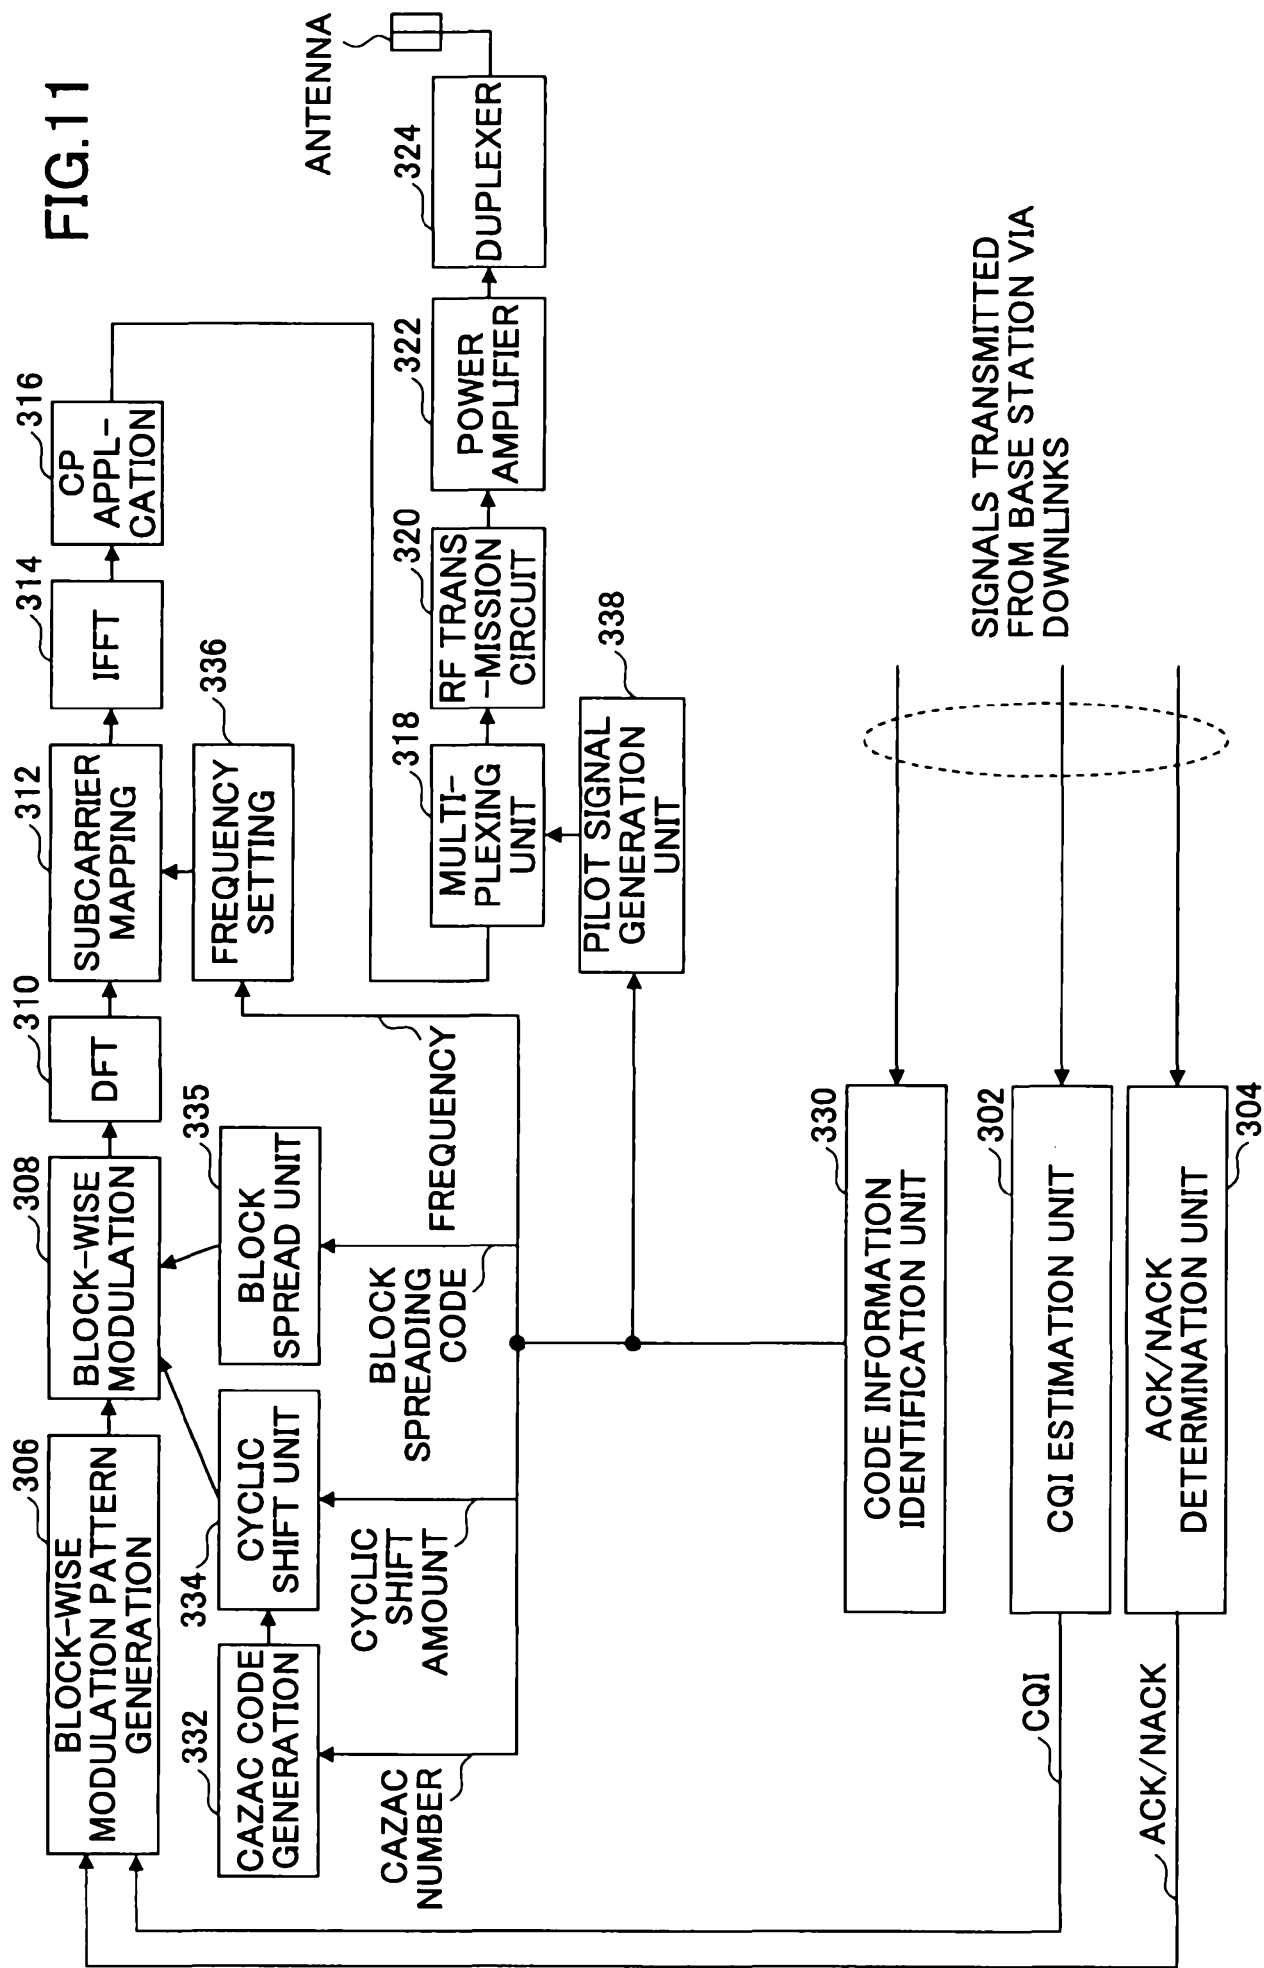 FIG.11
306
BLOCK-WISE
MODULATION PATTERN
GENERATION
308
BLOCK-WISE
MODULATION
310
DFT
312
SUBCARRIER
MAPPING
314
IFFT
316
CP
APPLI-
CATION
332
CAZAC CODE
GENERATION
334
CYCLIC
SHIFT UNIT
335
BLOCK
SPREAD UNIT
336
FREQUENCY
SETTING
CAZAC
NUMBER
CYCLIC
SHIFT
AMOUNT
BLOCK
SPREADING
CODE
FREQUENCY
318
MULTI-
PLEXING
UNIT
320
RF TRANS
-MISSION
CIRCUIT
322
POWER
AMPLIFIER
324
DUPLEXER
ANTENNA
338
PILOT SIGNAL
GENERATION
UNIT
330
CODE INFORMATION
IDENTIFICATION UNIT
302
CQI ESTIMATION UNIT
304
ACK/NACK
DETERMINATION UNIT
CQI
ACK/NACK
SIGNALS TRANSMITTED
FROM BASE STATION VIA
DOWNLINKS